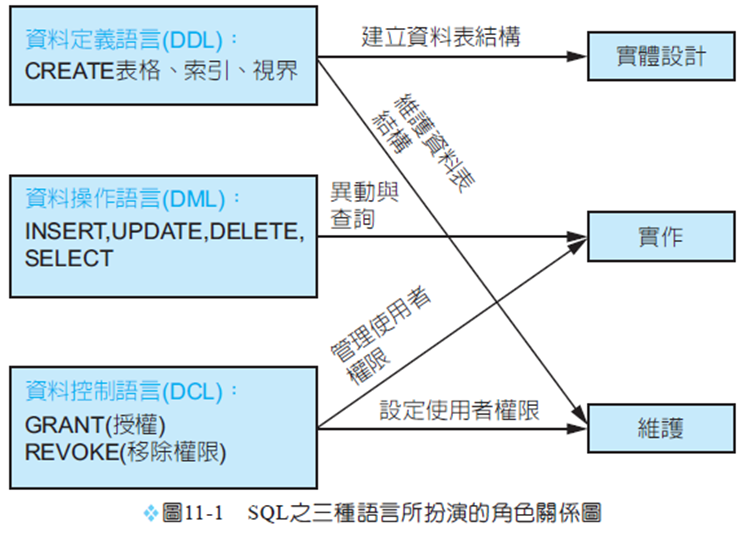 資料定義語言(DDL)：
CREATE表格、索引、視界
建立資料表結構
實體設計
維護資料表
結構
資料操作語言(DML)：
INSERT,UPDATE,DELETE,
SELECT
異動與
查詢
實作
管理使用者
權限
資料控制語言(DCL)：
GRANT(授權)
REVOKE(移除權限)
設定使用者權限
維護
❖圖11-1 SQL之三種語言所扮演的角色關係圖